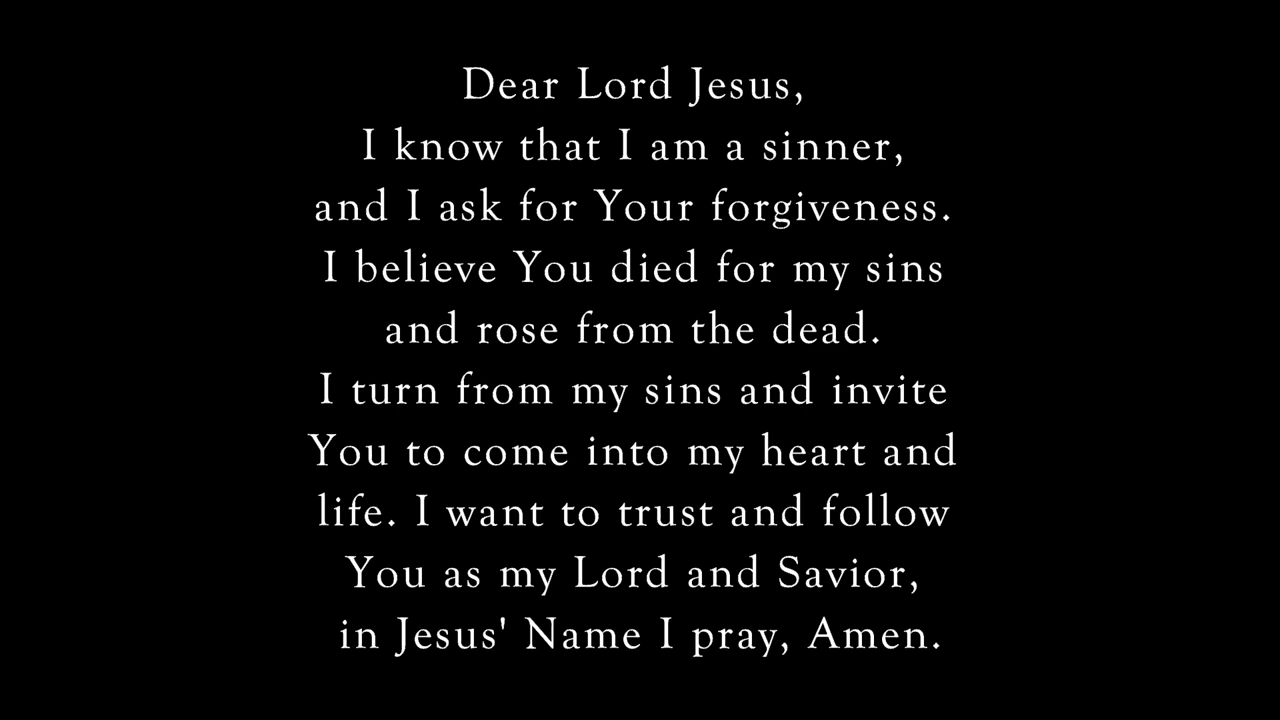 Dear Lord Jesus,
I know that I am a sinner,
and I ask for Your forgiveness.
I believe You died for my sins
and rose from the dead.
I turn from my sins and invite
You to come into my heart and
life. I want to trust and follow
You as my Lord and Savior,
in Jesus' Name I pray, Amen.